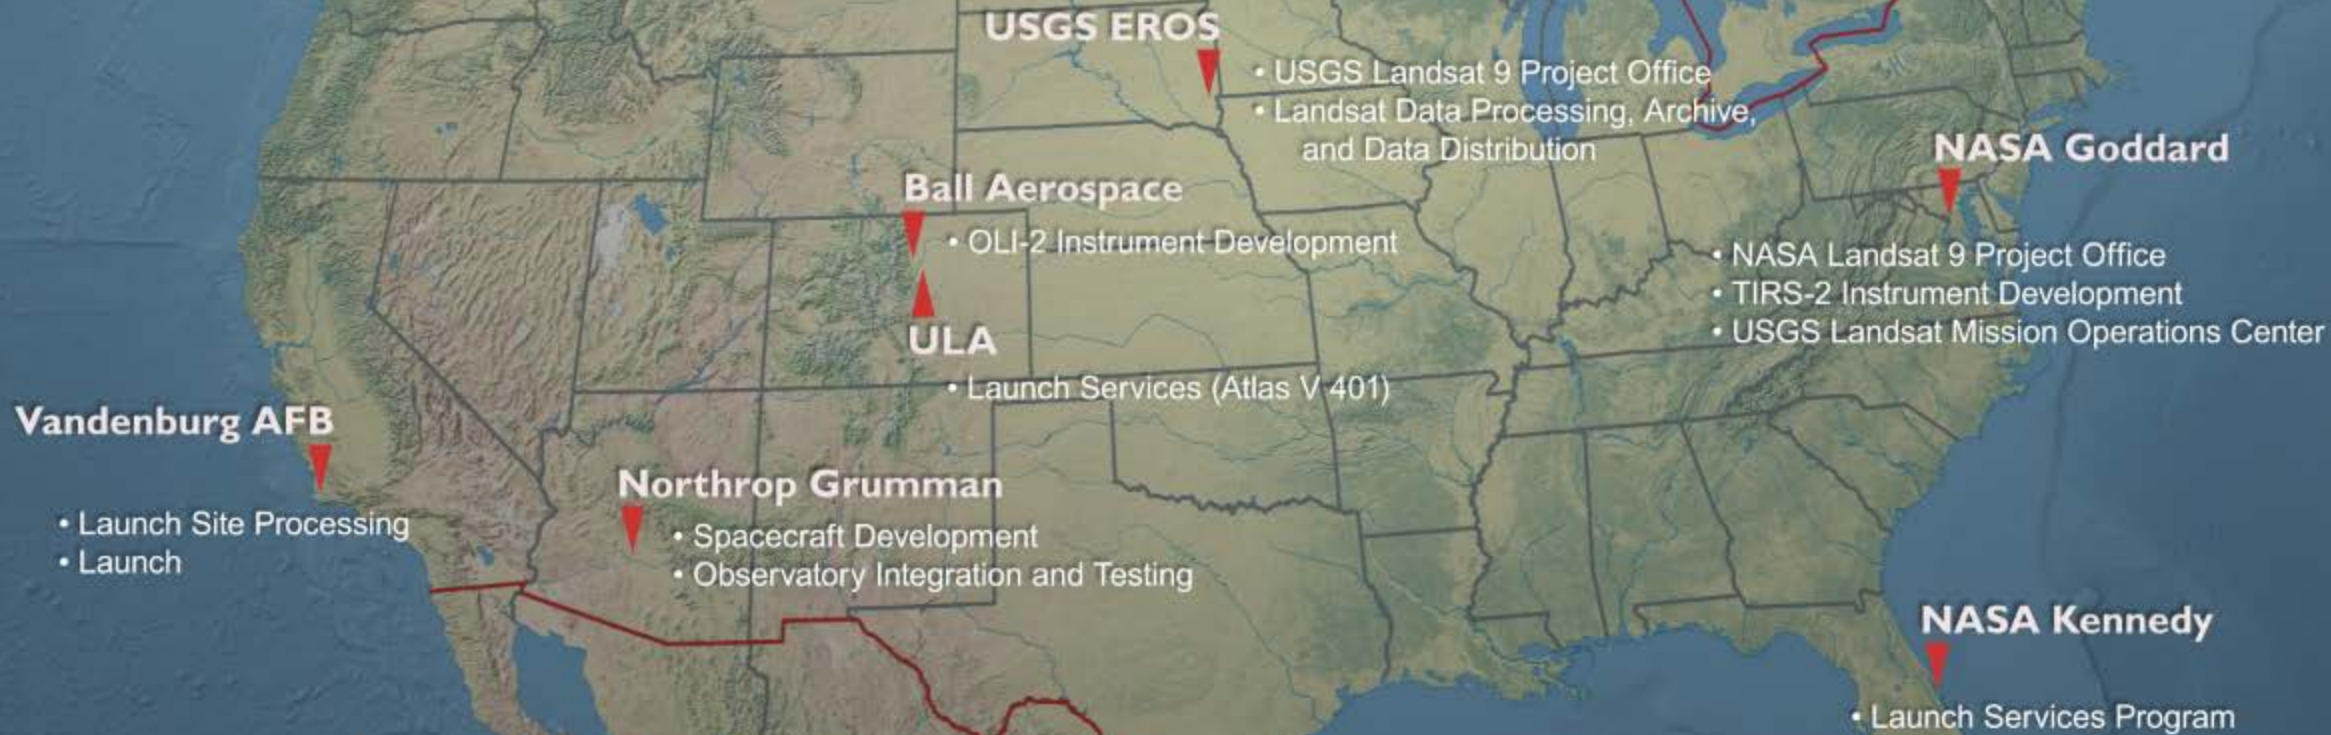 USGS EROS
• USGS Landsat 9 Project Office
• Landsat Data Processing, Archive,
and Data Distribution
NASA Goddard
• NASA Landsat 9 Project Office
• TIRS-2 Instrument Development
• USGS Landsat Mission Operations Center
Ball Aerospace
• OLI-2 Instrument Development
ULA
• Launch Services (Atlas V 401)
Vandenburg AFB
• Launch Site Processing
• Launch
Northrop Grumman
• Spacecraft Development
• Observatory Integration and Testing
NASA Kennedy
• Launch Services Program